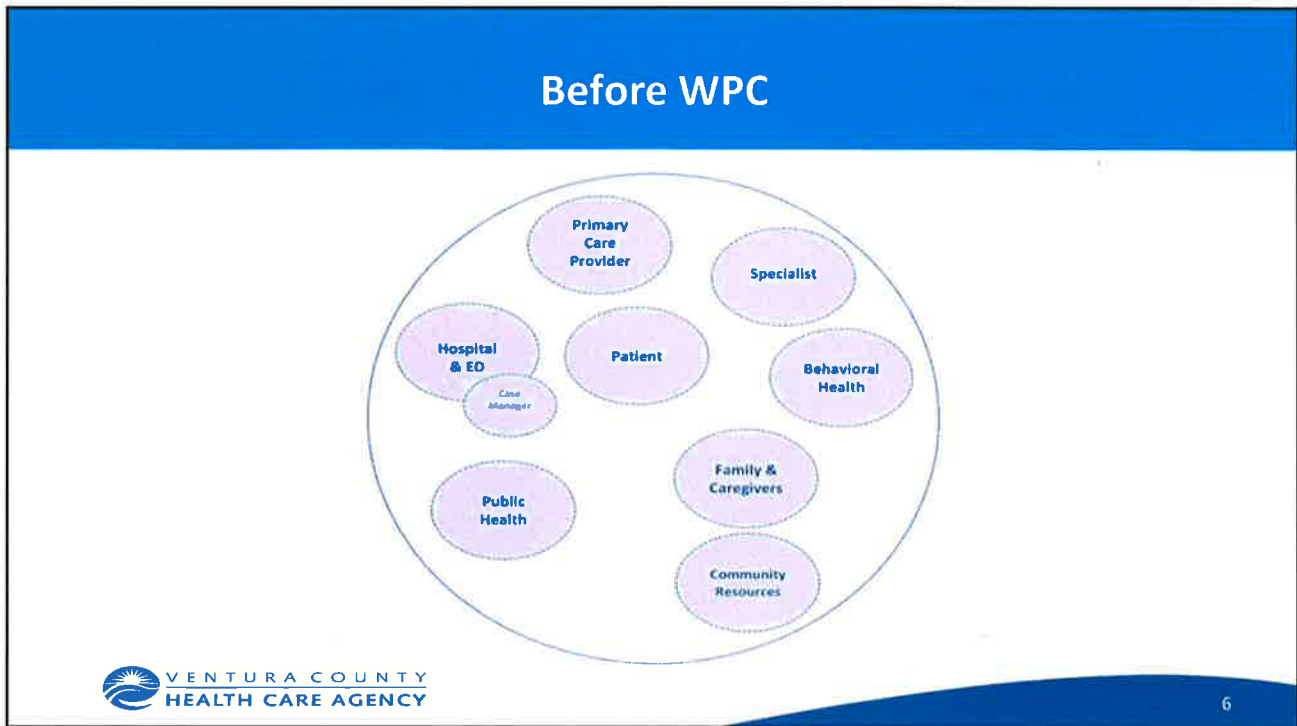 Before WPC
Primary
Care
Provider
Specialist
Hospital
& ED
Patient
Behavioral
Health
Case
Manager
Family &
Caregivers
Public
Health
Community
Resources
VENTURA COUNTY
HEALTH CARE AGENCY
6